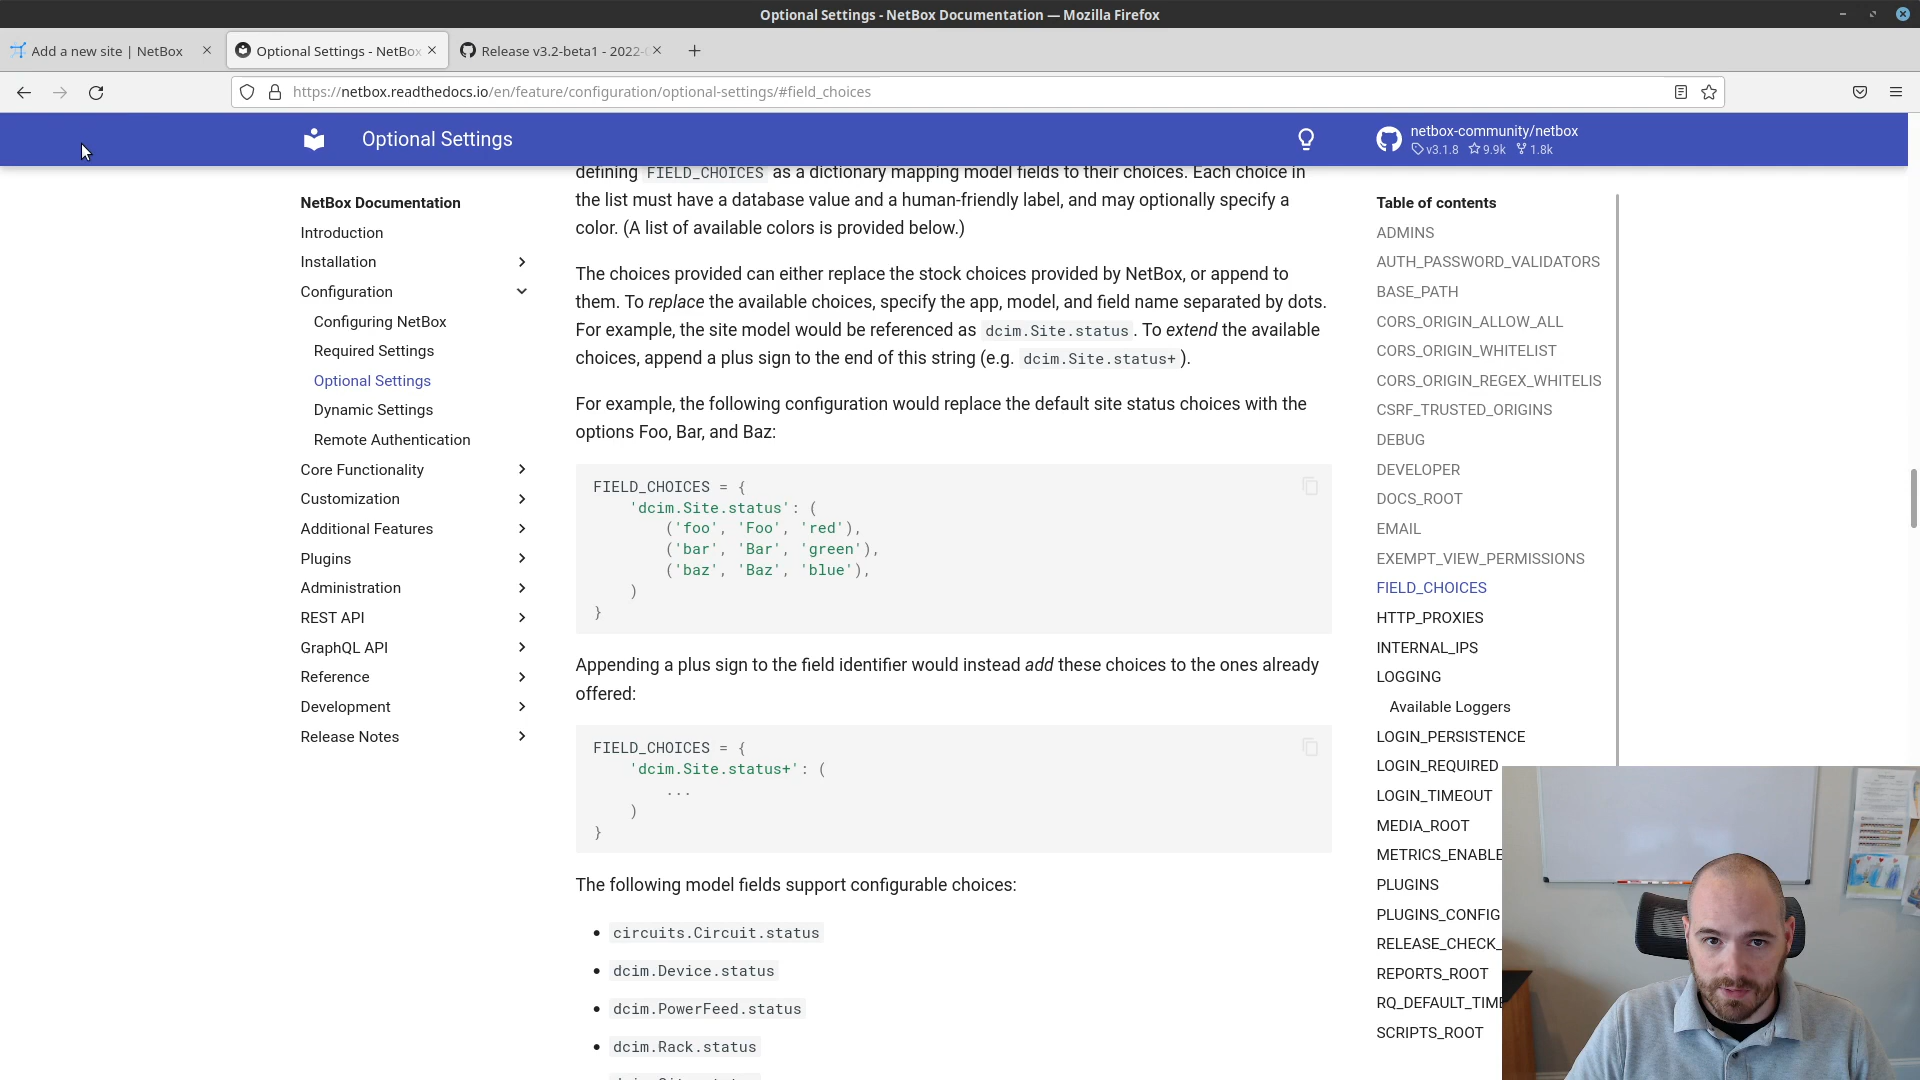 Optional Settings - NetBox Documentation — Mozilla Firefox
Add a new site | NetBox
Optional Settings - NetBox
Release v3.2-beta1 - 2022-
https://netbox.readthedocs.io/en/feature/configuration/optional-settings/#field_choices
Optional Settings
netbox-community/netbox
v3.1.8 9.9k 1.8k
NetBox Documentation
Introduction
Installation
Configuration
Configuring NetBox
Required Settings
Optional Settings
Dynamic Settings
Remote Authentication
Core Functionality
Customization
Additional Features
Plugins
Administration
REST API
GraphQL API
Reference
Development
Release Notes
defining FIELD_CHOICES as a dictionary mapping model fields to their choices. Each choice in
the list must have a database value and a human-friendly label, and may optionally specify a
color. (A list of available colors is provided below.)
The choices provided can either replace the stock choices provided by NetBox, or append to
them. To replace the available choices, specify the app, model, and field name separated by dots.
For example, the site model would be referenced as dcim.Site.status. To extend the available
choices, append a plus sign to the end of this string (e.g. dcim.Site.status+).
For example, the following configuration would replace the default site status choices with the
options Foo, Bar, and Baz:
FIELD_CHOICES = {
'dcim.Site.status': (
('foo', 'Foo', 'red'),
('bar', 'Bar', 'green'),
('baz', 'Baz', 'blue'),
)
}
Appending a plus sign to the field identifier would instead add these choices to the ones already
offered:
FIELD_CHOICES = {
'dcim.Site.status+': (
...
)
}
The following model fields support configurable choices:
• circuits.Circuit.status
• dcim.Device.status
• dcim.PowerFeed.status
• dcim.Rack.status
Table of contents
ADMINS
AUTH_PASSWORD_VALIDATORS
BASE_PATH
CORS_ORIGIN_ALLOW_ALL
CORS_ORIGIN_WHITELIST
CORS_ORIGIN_REGEX_WHITELIS
CSRF_TRUSTED_ORIGINS
DEBUG
DEVELOPER
DOCS_ROOT
EMAIL
EXEMPT_VIEW_PERMISSIONS
FIELD_CHOICES
HTTP_PROXIES
INTERNAL_IPS
LOGGING
Available Loggers
LOGIN_PERSISTENCE
LOGIN_REQUIRED
LOGIN_TIMEOUT
MEDIA_ROOT
METRICS_ENABLE
PLUGINS
PLUGINS_CONFIG
RELEASE_CHECK_
REPORTS_ROOT
RQ_DEFAULT_TIME
SCRIPTS_ROOT